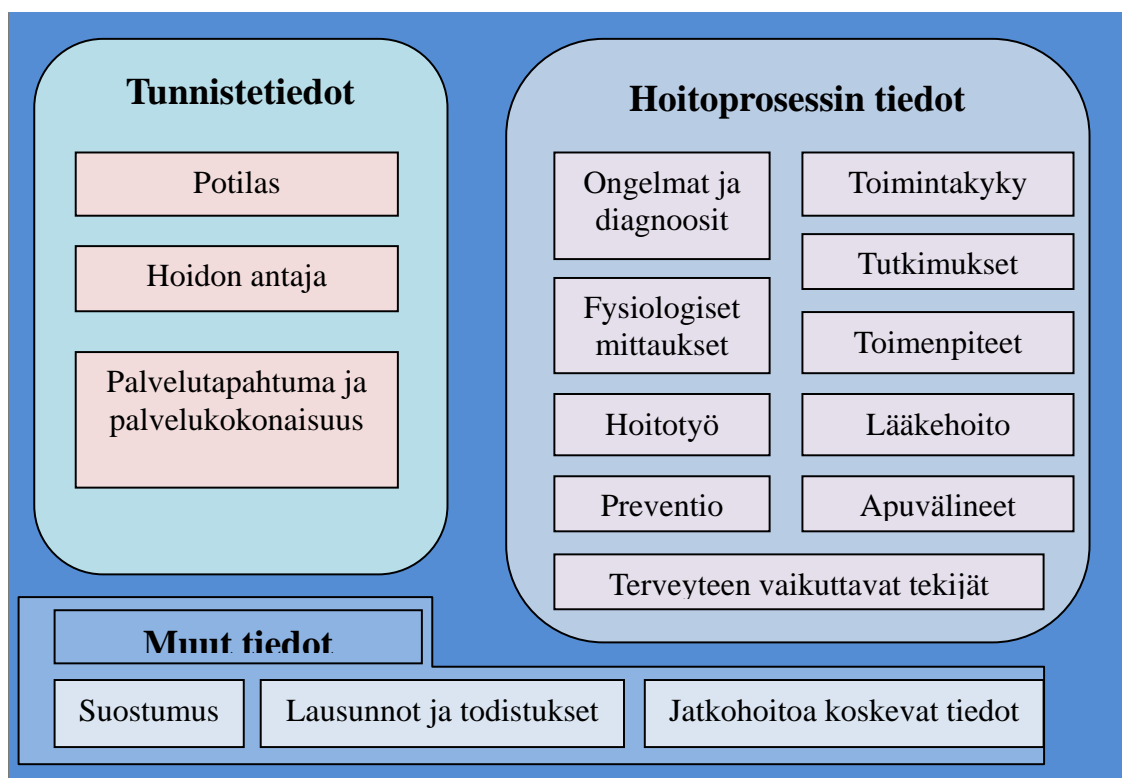 Tunnistetiedot
Potilas
Hoidon antaja
Palvelutapahtuma ja
palvelukokonaisuus
Hoitoprosessin tiedot
Ongelmat ja
diagnoosit
Fysiologiset
mittaukset
Hoitotyö
Preventio
Toimintakyky
Tutkimukset
Toimenpiteet
Lääkehoito
Apuvälineet
Terveyteen vaikuttavat tekijät
Muut tiedot
Suostumus
Lausunnot ja todistukset
Jatkohoitoa koskevat tiedot